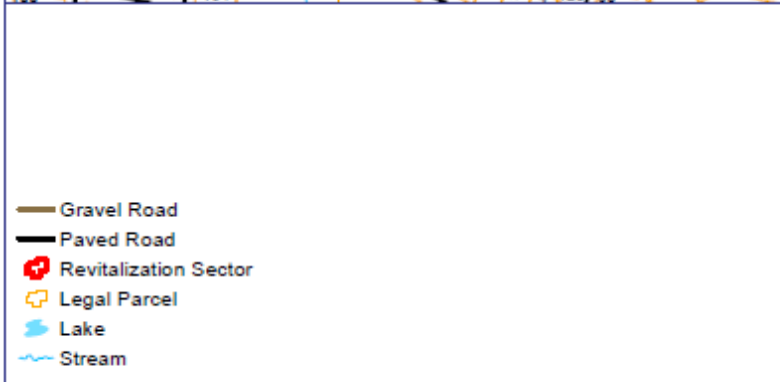 Gravel Road
Paved Road
Revitalization Sector
Legal Parcel
Lake
Stream